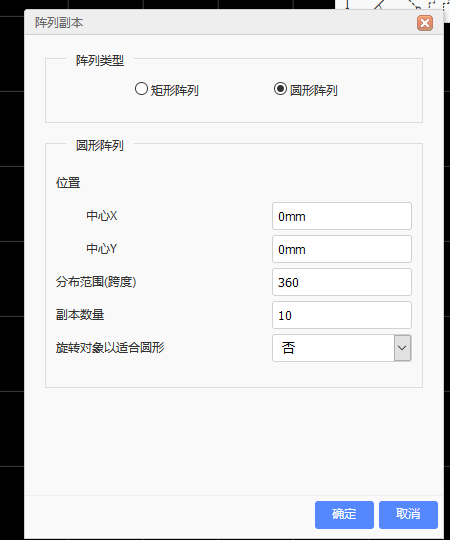 阵列副本
阵列类型
矩形阵列 圆形阵列
圆形阵列
位置
中心X 0mm
中心Y 0mm
分布范围(跨度) 360
副本数量 10
旋转对象以适合圆形 否
确定 取消